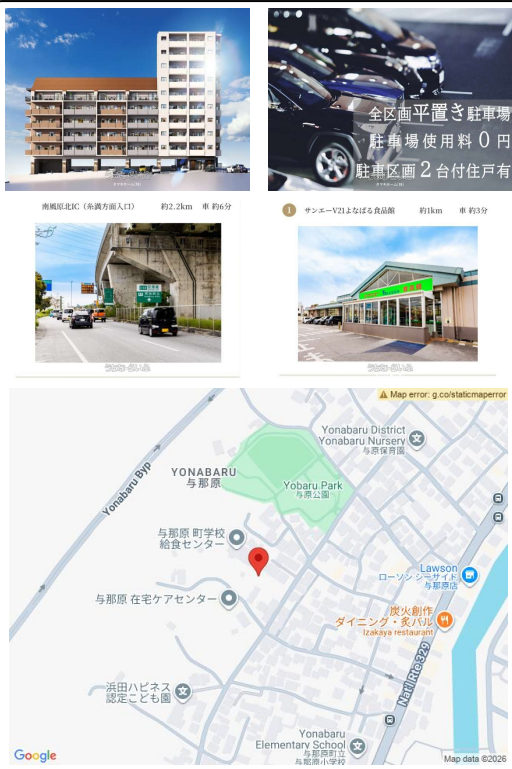 全区画平置き駐車場
駐車場使用料0円
駐車区画2台付住戸有
南風原北IC（糸満方面入口） 約2.2km 車 約6分
1 サンエーV21よなばる食品館 約1km 車 約3分
Map error: g.co/staticmaperror
Yonabaru District
Yonabaru Nursery
与原保育園
YONABARU
与那原
Yonabaru Byp
Yobaru Park
与原公園
与那原 町学校
給食センター
Lawson
ローソン シーサイド
与那原店
与那原 在宅ケアセンター
炭火創作
ダイニング・炙バル
Izakaya restaurant
Nat'l Rte 329
浜田ハピネス
認定こども園
Yonabaru
Elementary School
与那原町立
与那原小学校
Google
Map data ©2026